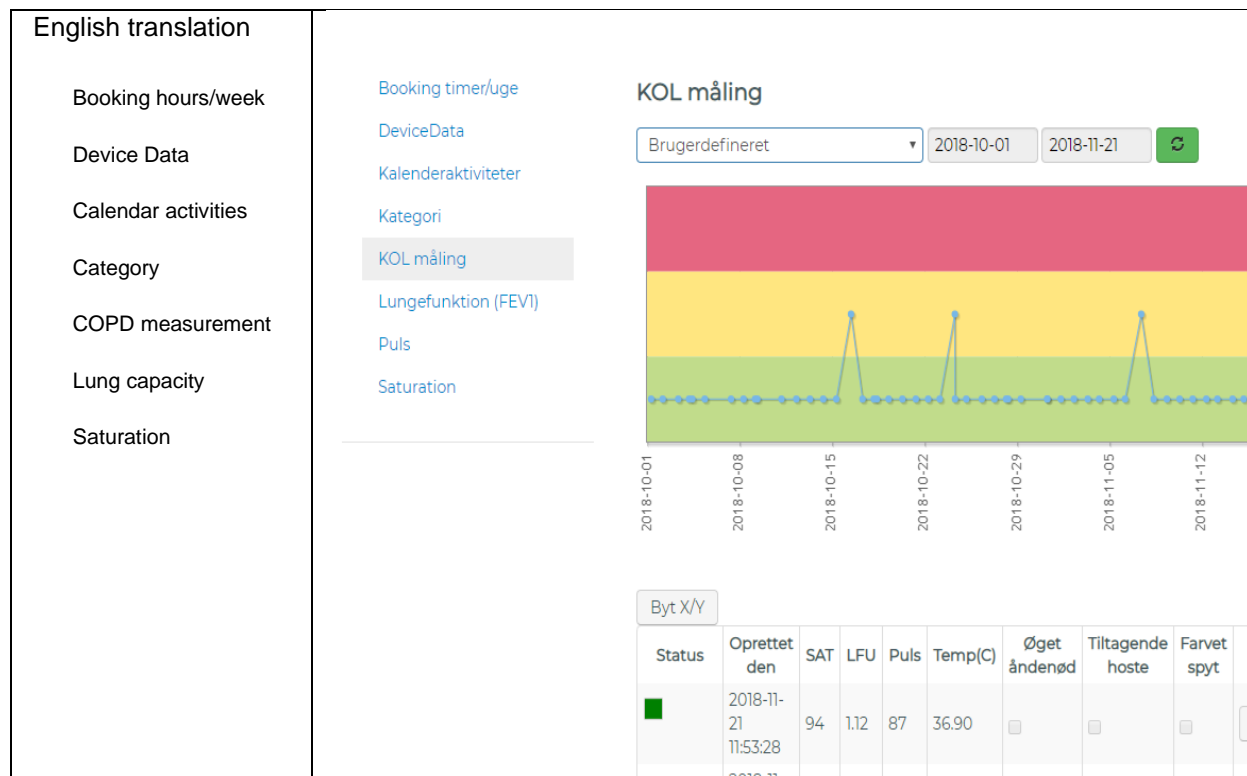 English translation
Booking hours/week
Device Data
Calendar activities
Category
COPD measurement
Lung capacity
Saturation
Booking timer/uge
DeviceData
Kalenderaktiviteter
Kategori
KOL måling
Lungefunktion (FEV1)
Puls
Saturation
KOL måling
Brugerdefineret 2018-10-01 2018-11-21
2018-10-01 2018-10-08 2018-10-15 2018-10-22 2018-10-29 2018-11-05 2018-11-12
Byt X/Y
Status Oprettet den SAT LFU Puls Temp(C) Øget åndenød Tiltagende hoste Farvet spyt
2018-11-
21
11:53:28 94 1.12 87 36.90